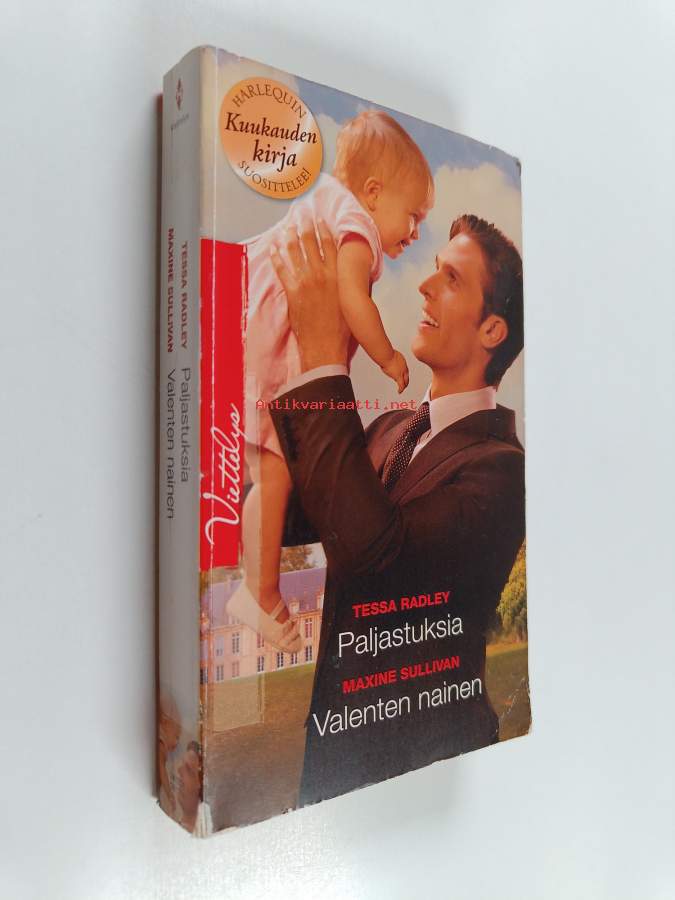 HARLEQUIN
Kuukauden
kirja
SUOSITTELEE!
Viettelys
TESSA RADLEY
Paljastuksia
MAXINE SULLIVAN
Valenten nainen
TESSA RADLEY Paljastuksia
MAXINE SULLIVAN Valenten nainen
Antikvariaatti.net